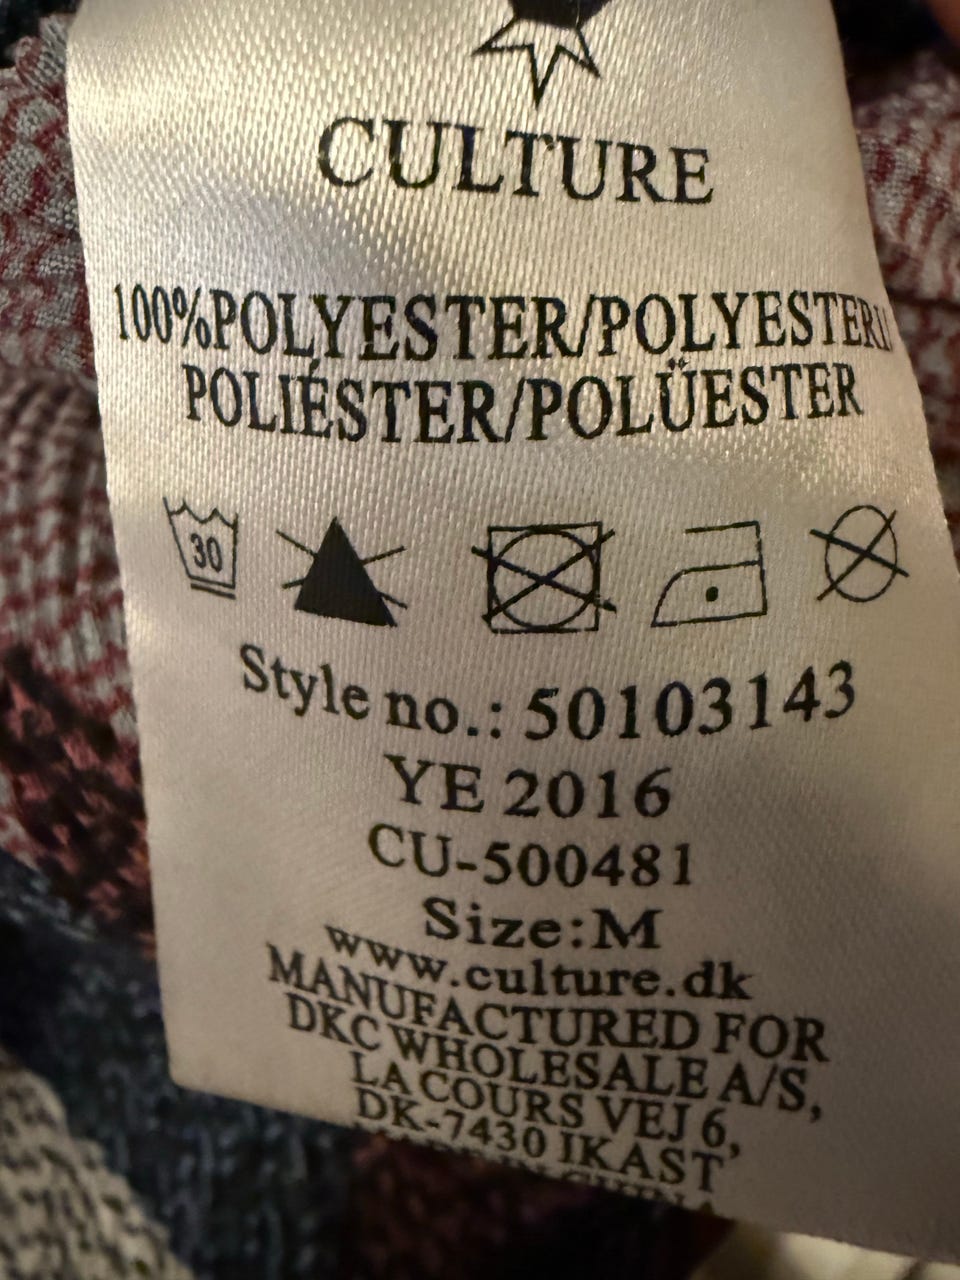 CULTURE
100%POLYESTER/POLYESTER/
POLIÉSTER/POLÜESTER
30
Style no.: 50103143
YE 2016
CU-500481
Size:M
www.culture.dk
MANUFACTURED FOR
DKC WHOLESALE A/S,
LA COURS VEJ 6,
DK-7430 IKAST